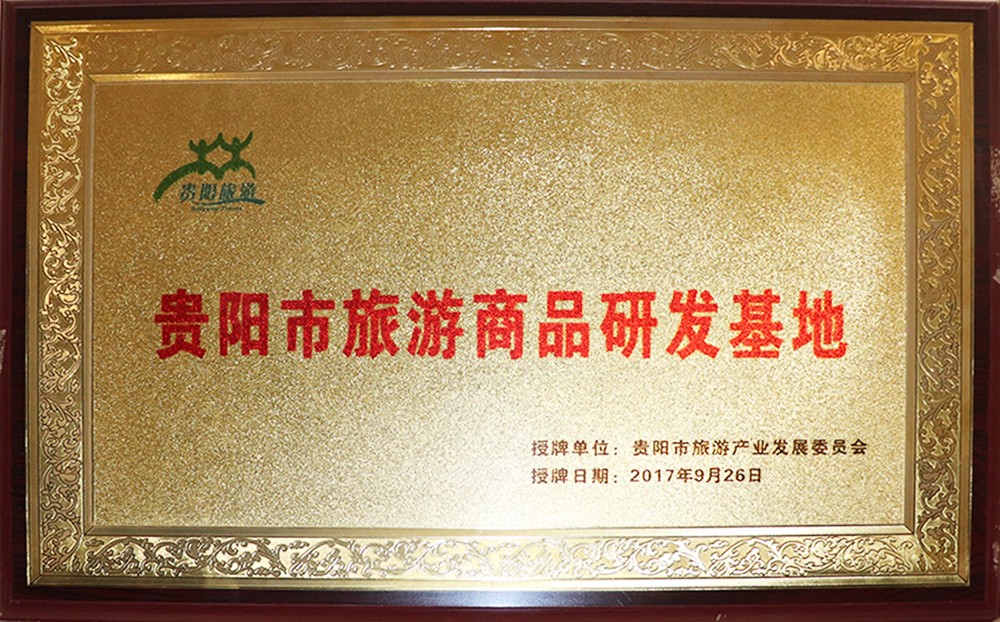 贵阳旅游
贵阳市旅游商品研发基地
授牌单位：贵阳市旅游产业发展委员会
授牌日期：2017年9月26日